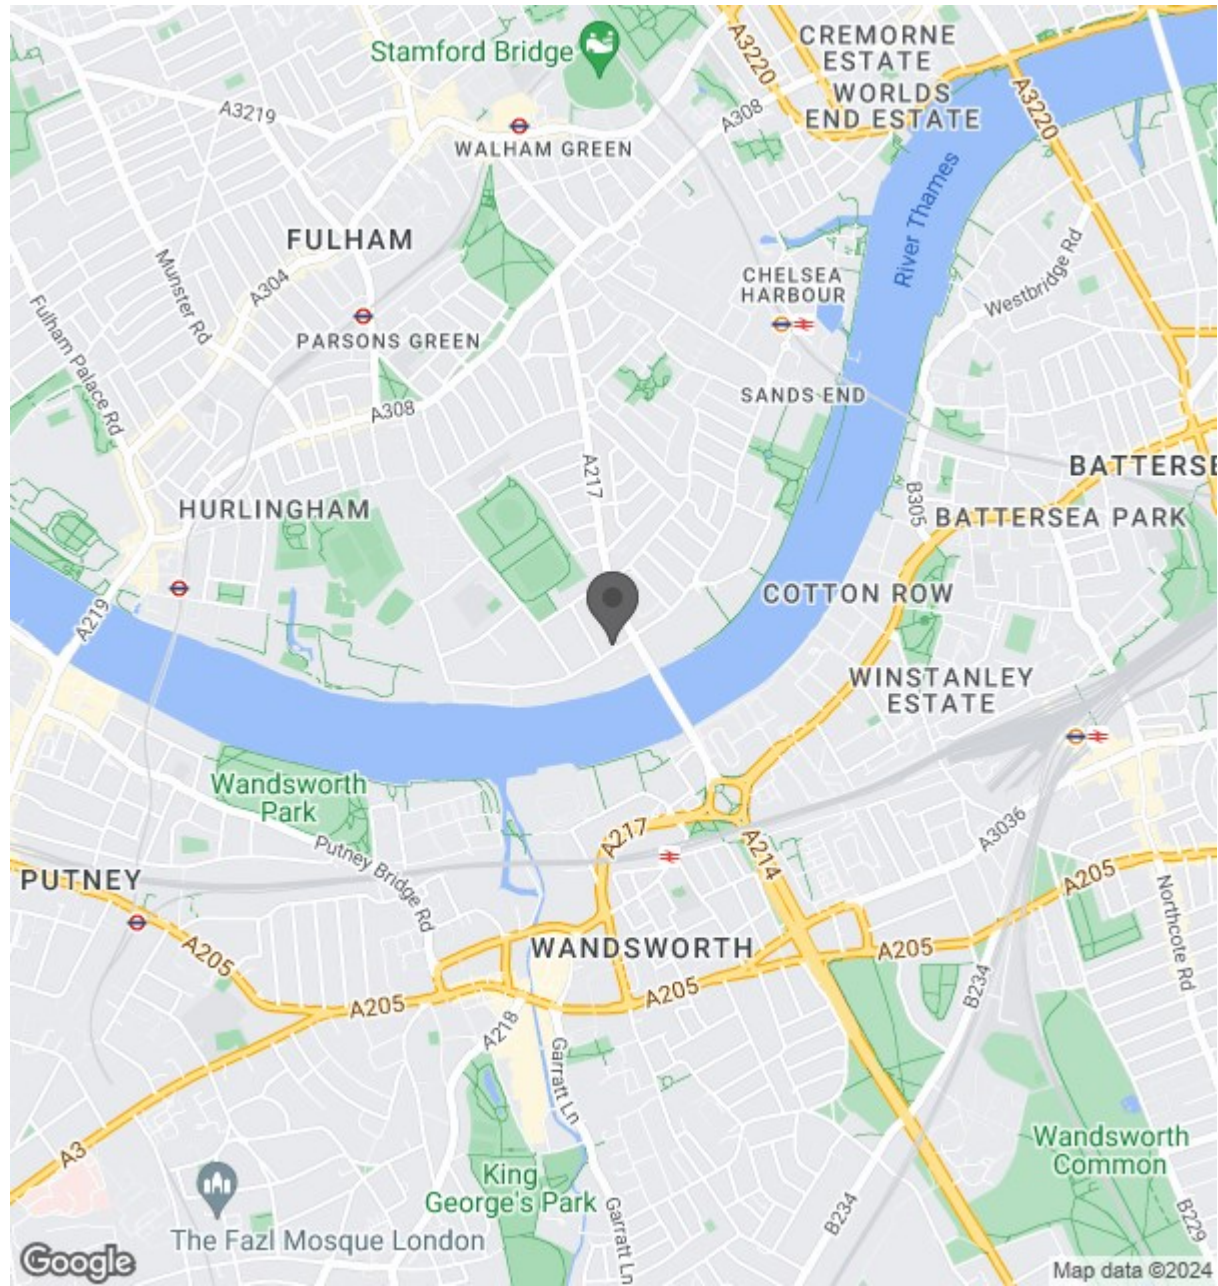 Stamford Bridge
CREMORNE
ESTATE
WORLDS
END ESTATE
A3220
A3220
A3219
A308
WALHAM GREEN
River Thames
FULHAM
Munster Rd
A304
CHELSEA
HARBOUR
Westbridge Rd
Fulham Palace Rd
PARSONS GREEN
SANDS END
A308
A217
BATTERSE
B305
HURLINGHAM
BATTERSEA PARK
A219
COTTON ROW
WINSTANLEY
ESTATE
Wandsworth
Park
Putney Bridge Rd
A217
A214
A3036
PUTNEY
A205
Northcote Rd
A205
WANDSWORTH
A205
A205
A205
B234
A218
Garratt Ln
A3
King
George's Park
Wandsworth
Common
The Fazl Mosque London
Garratt Ln
B234
B229
Google
Map data ©2024